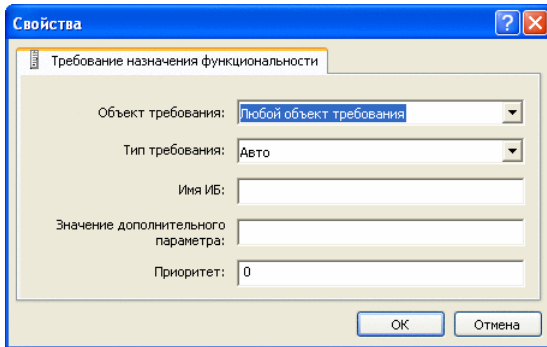 Свойства
Требование назначения функциональности
Объект требования: Любой объект требования
Тип требования: Авто
Имя ИБ:
Значение дополнительного
параметра:
Приоритет: 0
ОК Отмена